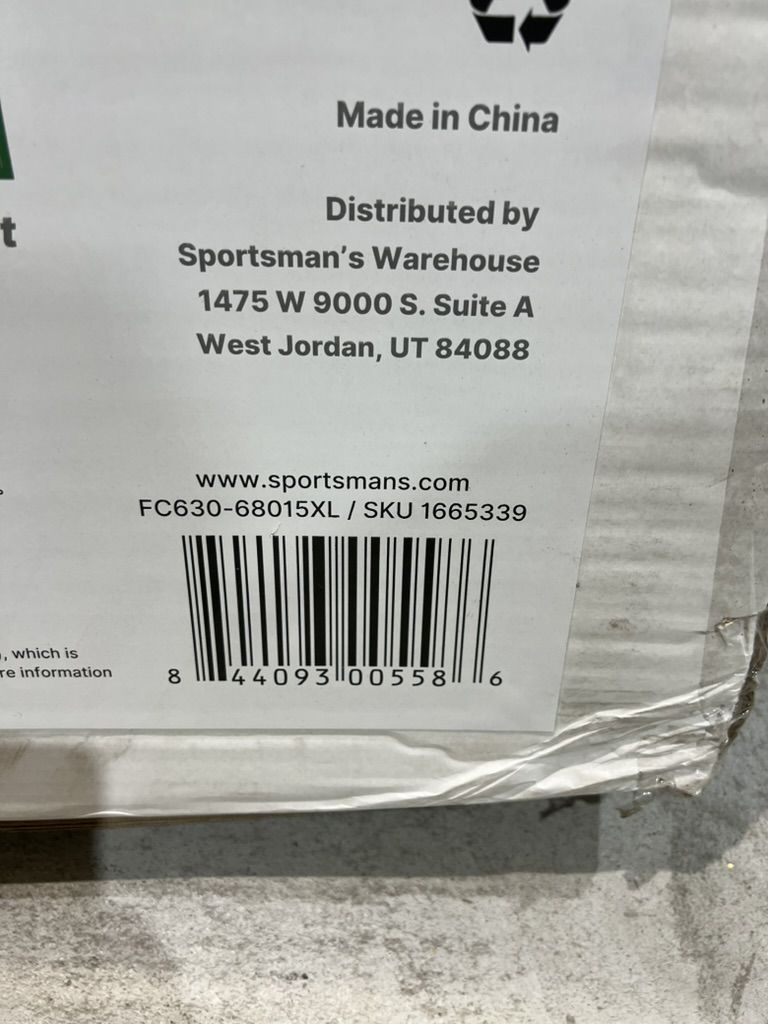 Made in China
t
Distributed by
Sportsman's Warehouse
1475 W 9000 S. Suite A
West Jordan, UT 84088
www.sportsmans.com
FC630-68015XL / SKU 1665339
), which is
re information
8 44093 00558 6